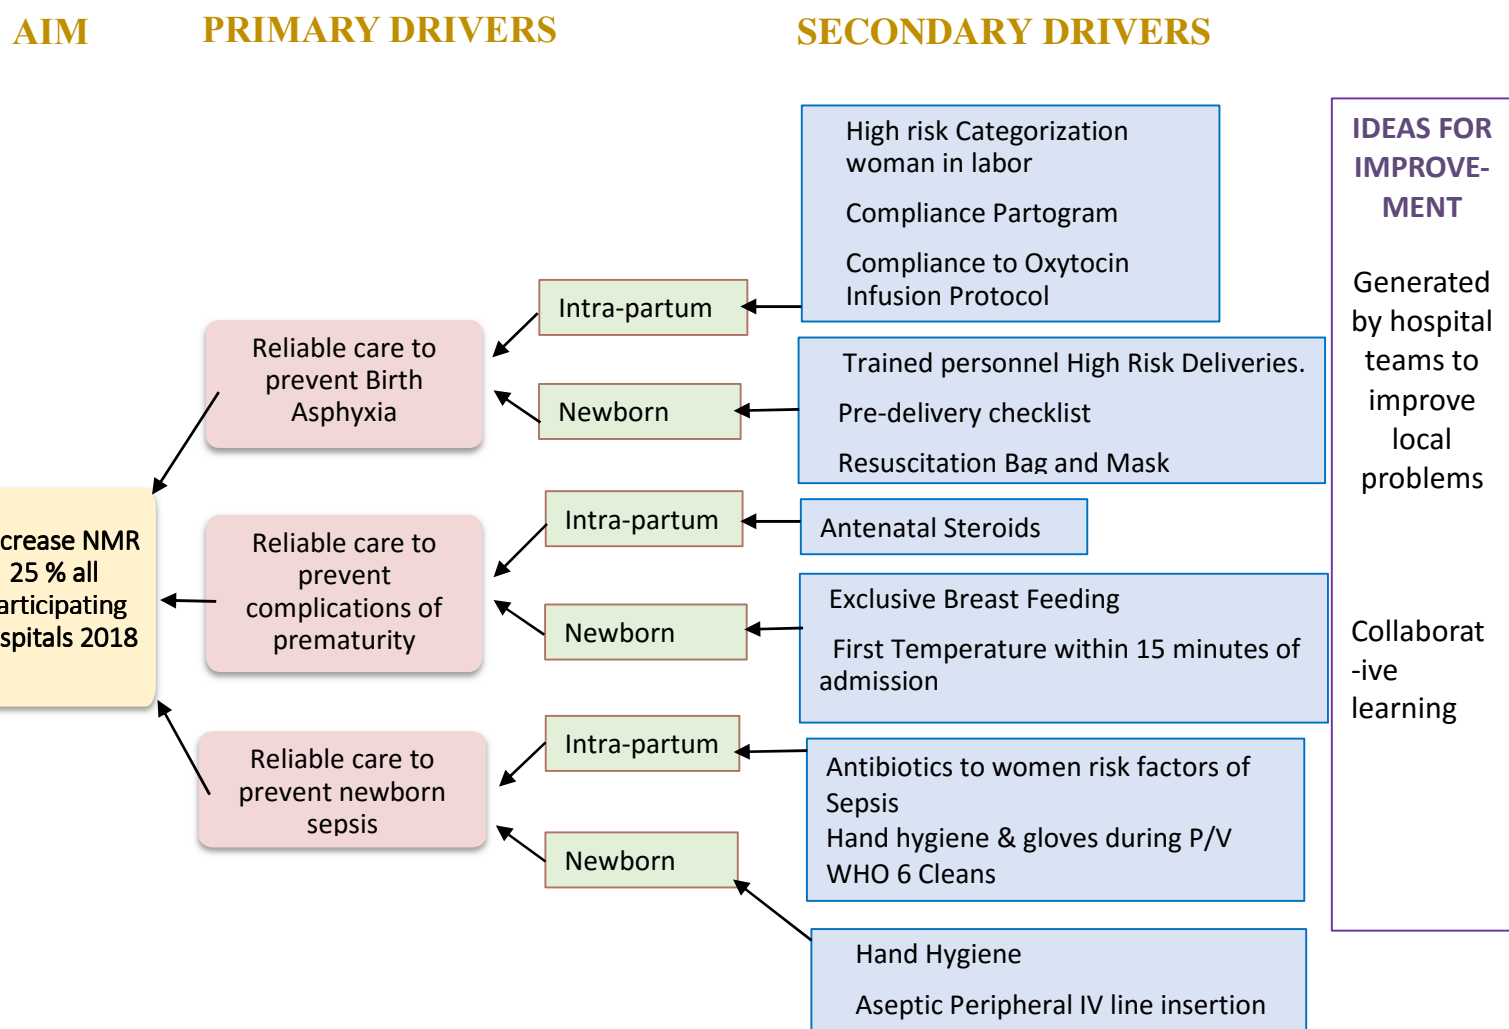 AIM
PRIMARY DRIVERS
SECONDARY DRIVERS
High risk Categorization
woman in labor
Compliance Partogram
Compliance to Oxytocin
Infusion Protocol
Intra-partum
Reliable care to
prevent Birth
Asphyxia
Newborn
Trained personnel High Risk Deliveries.
Pre-delivery checklist
Resuscitation Bag and Mask
crease NMR
25 % all
articipating
spitals 2018
Reliable care to
prevent
complications of
prematurity
Intra-partum
Antenatal Steroids
Newborn
Exclusive Breast Feeding
First Temperature within 15 minutes of
admission
Reliable care to
prevent newborn
sepsis
Intra-partum
Antibiotics to women risk factors of
Sepsis
Hand hygiene & gloves during P/V
WHO 6 Cleans
Newborn
Hand Hygiene
Aseptic Peripheral IV line insertion
IDEAS FOR
IMPROVE-
MENT
Generated
by hospital
teams to
improve
local
problems
Collaborat
-ive
learning